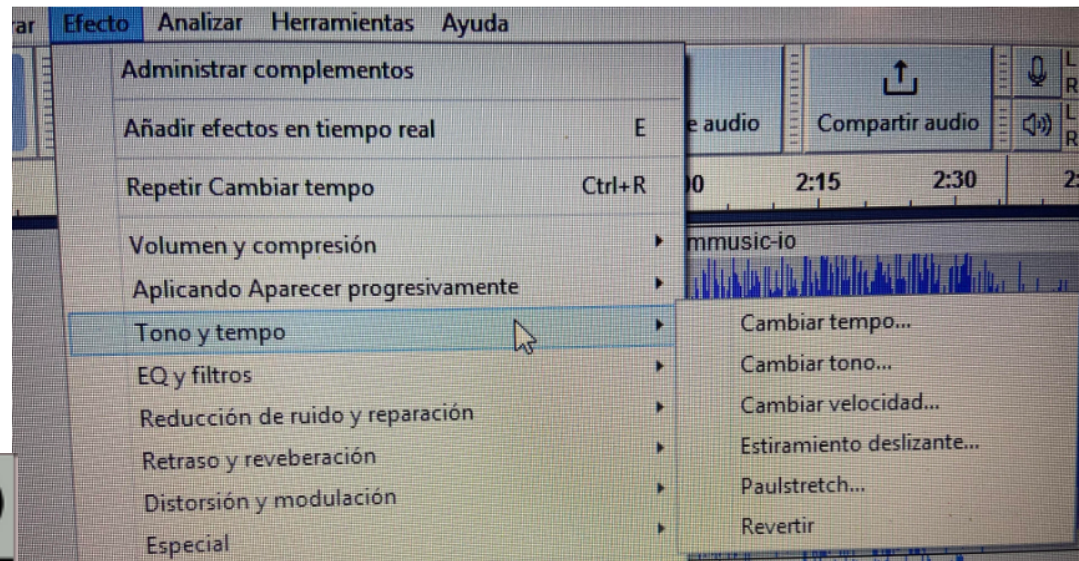 ar Efecto Analizar Herramientas Ayuda
Administrar complementos
Añadir efectos en tiempo real E
Repetir Cambiar tempo Ctrl+R
Volumen y compresión
Aplicando Aparecer progresivamente
Tono y tempo
EQ y filtros
Reducción de ruido y reparación
Retraso y reveberación
Distorsión y modulación
Especial
e audio
Compartir audio
L
R
L
R
00 2:15 2:30 2:
mmusic-io
Cambiar tempo...
Cambiar tono...
Cambiar velocidad...
Estiramiento deslizante...
Paulstretch...
Revertir